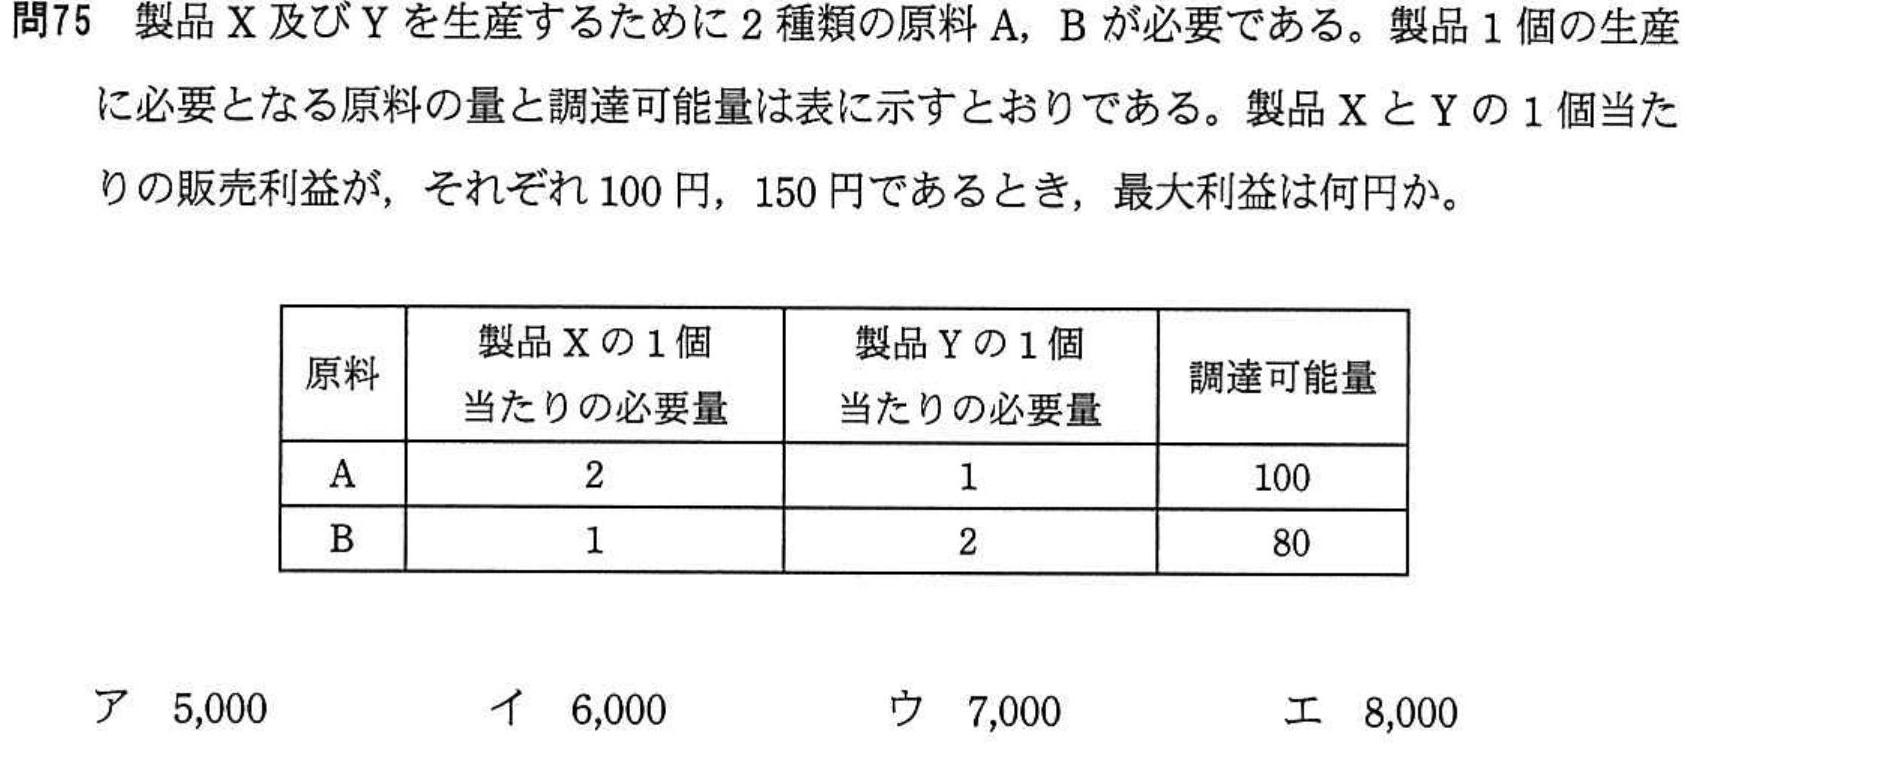 問75 製品 X 及び Y を生産するために 2 種類の原料 A，B が必要である。製品 1 個の生産
に必要となる原料の量と調達可能量は表に示すとおりである。製品 X と Y の 1 個当た
りの販売利益が，それぞれ 100 円，150 円であるとき，最大利益は何円か。
原料 製品 X の 1 個 当たりの必要量 製品 Y の 1 個 当たりの必要量 調達可能量
A 2 1 100
B 1 2 80
ア 5,000 イ 6,000 ウ 7,000 エ 8,000